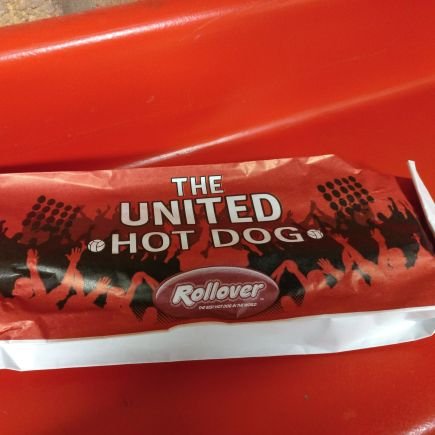 THE
UNITED
HOT DOG
Rollover
THE BEST HOT DOG IN THE WORLD